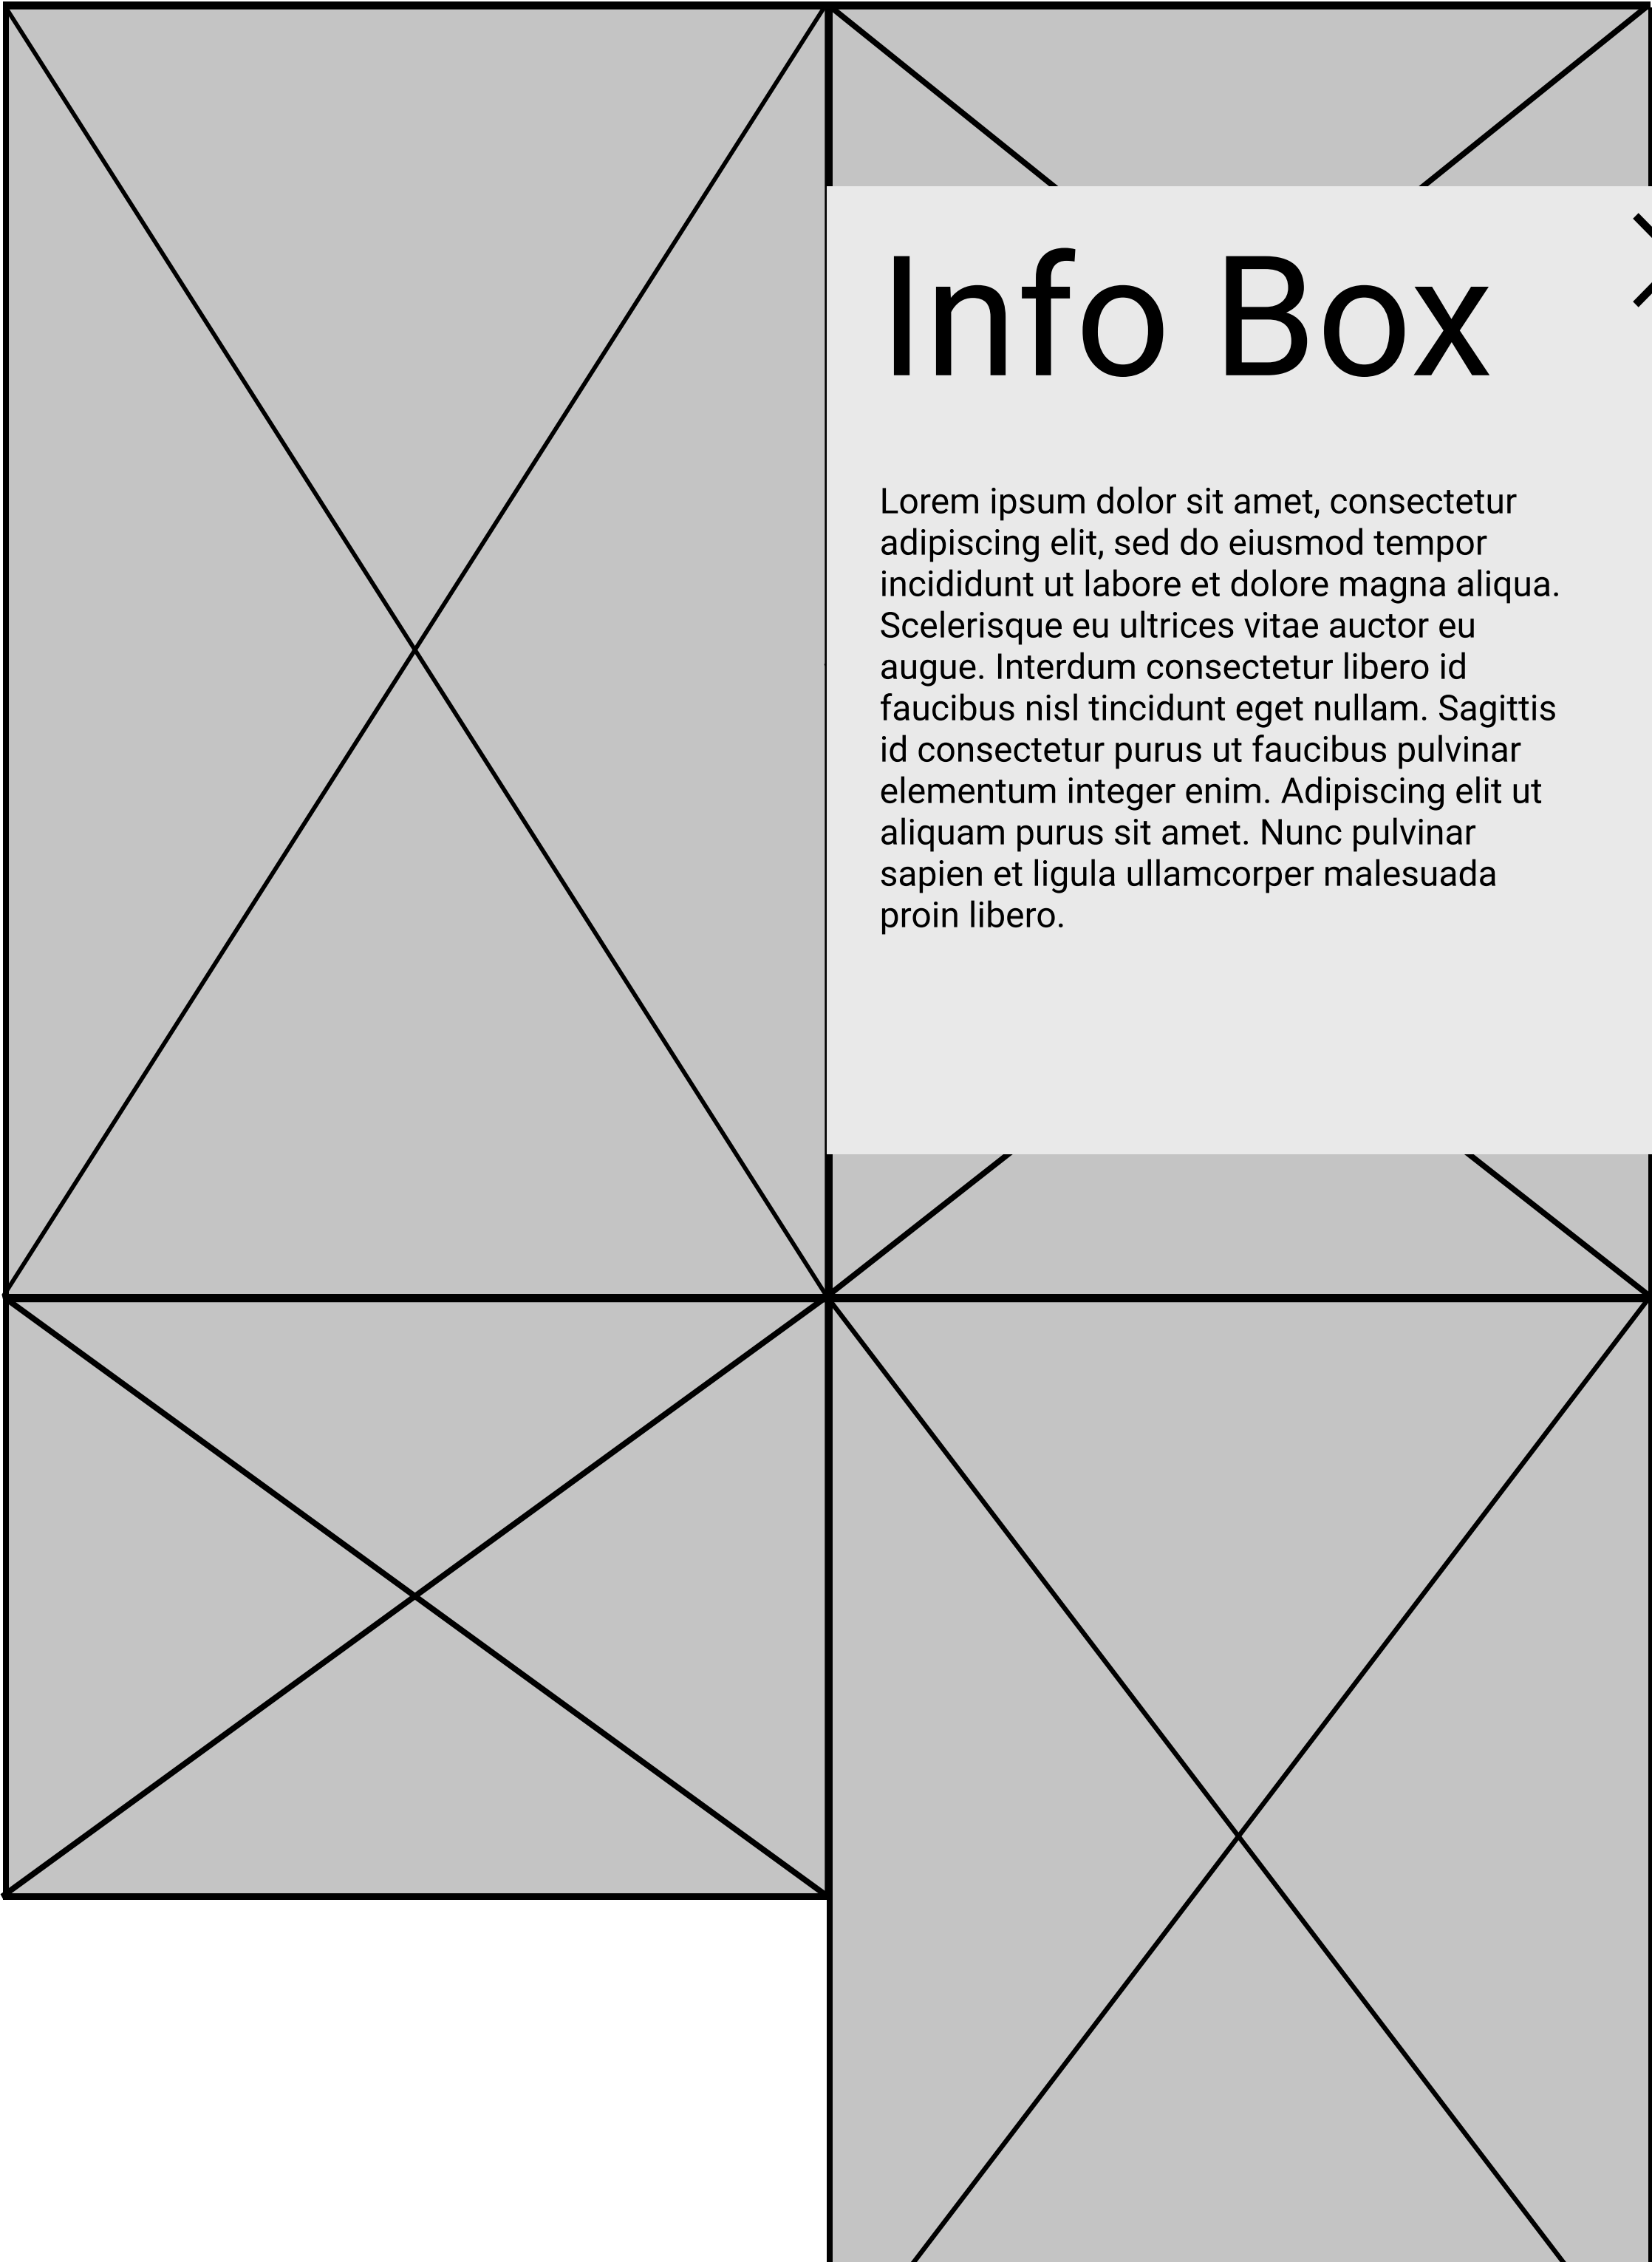 Info Box
Lorem ipsum dolor sit amet, consectetur
adipiscing elit, sed do eiusmod tempor
incididunt ut labore et dolore magna aliqua.
Scelerisque eu ultrices vitae auctor eu
augue. Interdum consectetur libero id
faucibus nisl tincidunt eget nullam. Sagittis
id consectetur purus ut faucibus pulvinar
elementum integer enim. Adipiscing elit ut
aliquam purus sit amet. Nunc pulvinar
sapien et ligula ullamcorper malesuada
proin libero.